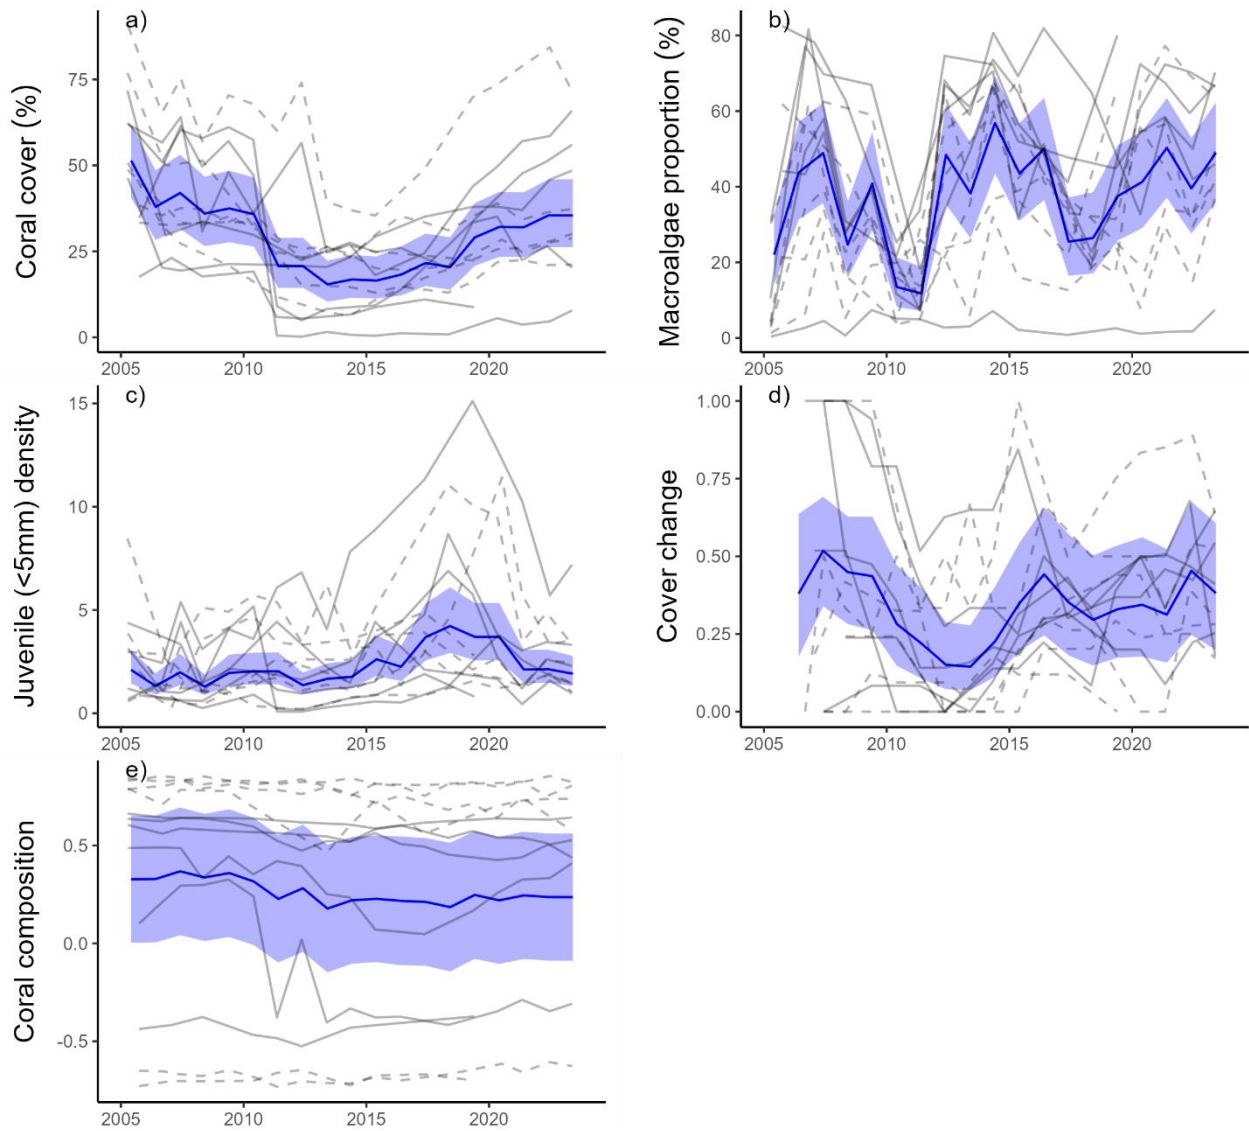 a)
Coral cover (%)
75
50
25
0
2005 2010 2015 2020
b)
Macroalgae proportion (%)
80
60
40
20
0
2005 2010 2015 2020
c)
Juvenile (<5mm) density
15
10
5
0
2005 2010 2015 2020
d)
Cover change
1.00
0.75
0.50
0.25
0.00
2005 2010 2015 2020
e)
Coral composition
0.5
0.0
-0.5
2005 2010 2015 2020